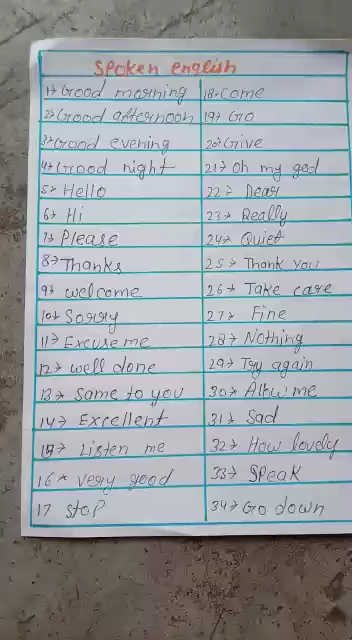 Spoken english
1→ Good morning
2→ Good afternoon
3→ Good evening
4→ Good night
5→ Hello
6→ Hi
7→ Please
8→ Thanks
9→ welcome
10→ Sorry
11→ Excuse me
12→ well done
13→ Same to you
14→ Excellent
15→ Listen me
16→ very good
17 stop
18→ come
19→ Go
20→ Give
21→ Oh my god
22→ Dear
23→ Really
24→ Quiet
25→ Thank you
26→ Take care
27→ Fine
28→ Nothing
29→ Try again
30→ Allow me
31→ Sad
32→ How lovely
33→ Speak
34→ Go down